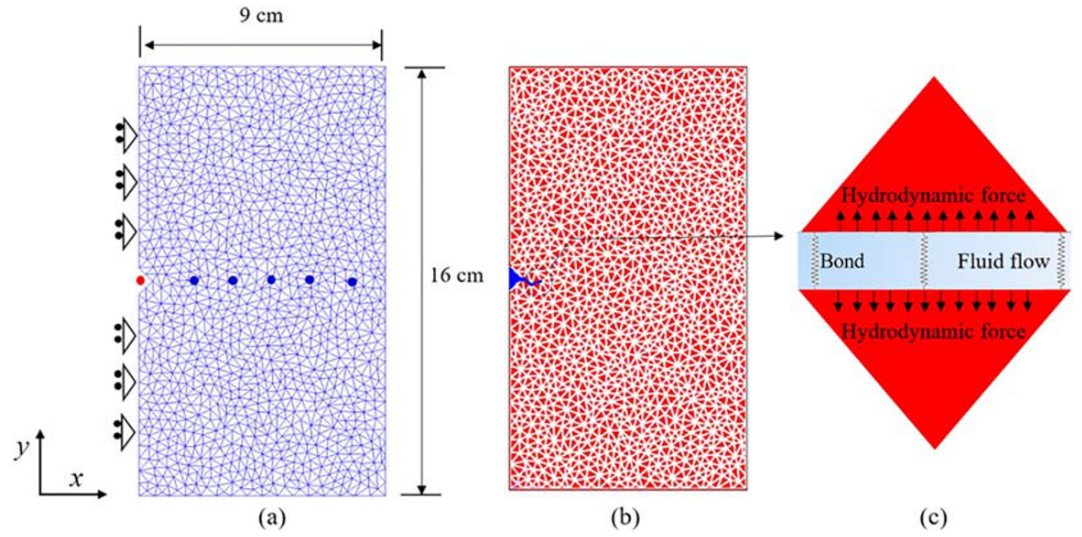 9 cm
16 cm
Hydrodynamic force
Bond
Fluid flow
Hydrodynamic force
y
x
(a)
(b)
(c)